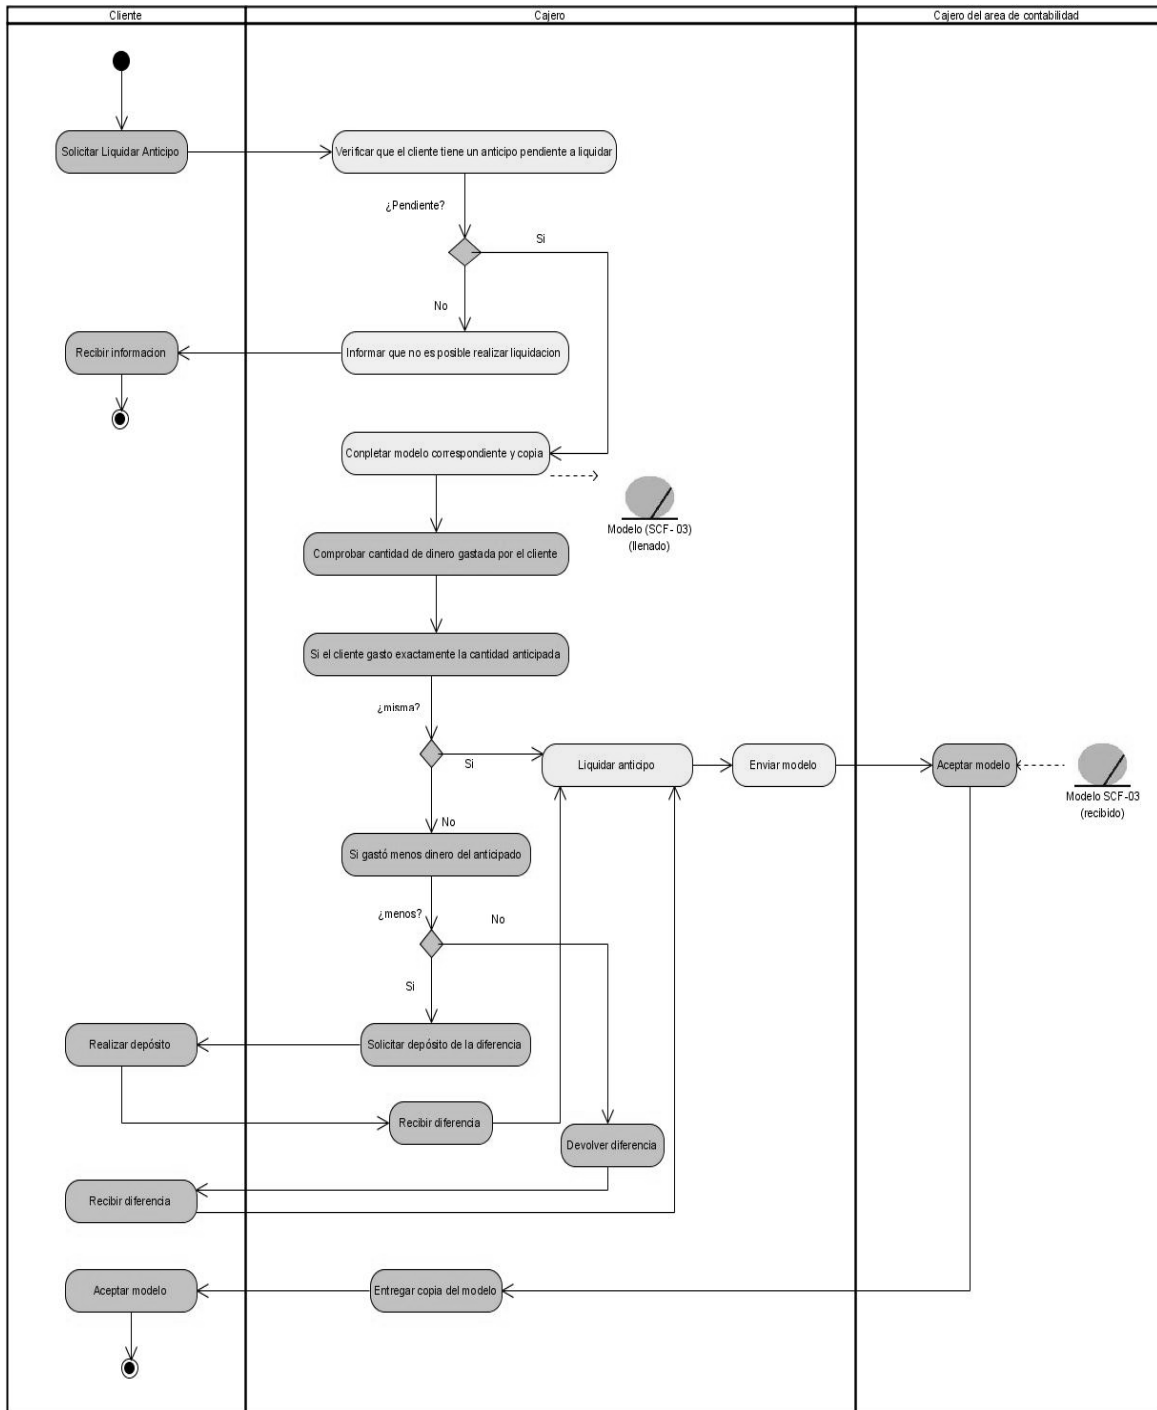 Cliente
Cajero
Cajero del area de contabilidad
Solicitar Liquidar Anticipo
Verificar que el cliente tiene un anticipo pendiente a liquidar
¿Pendiente?
Si
No
Recibir informacion
Informar que no es posible realizar liquidacion
Conpletar modelo correspondiente y copia
Modelo (SCF- 03)
(llenado)
Comprobar cantidad de dinero gastada por el cliente
Si el cliente gasto exactamente la cantidad anticipada
¿misma?
Si
Liquidar anticipo
Enviar modelo
Aceptar modelo
Modelo SCF-03
(recibido)
No
Si gastó menos dinero del anticipado
¿menos?
No
Si
Realizar depósito
Solicitar depósito de la diferencia
Recibir diferencia
Devolver diferencia
Recibir diferencia
Aceptar modelo
Entregar copia del modelo